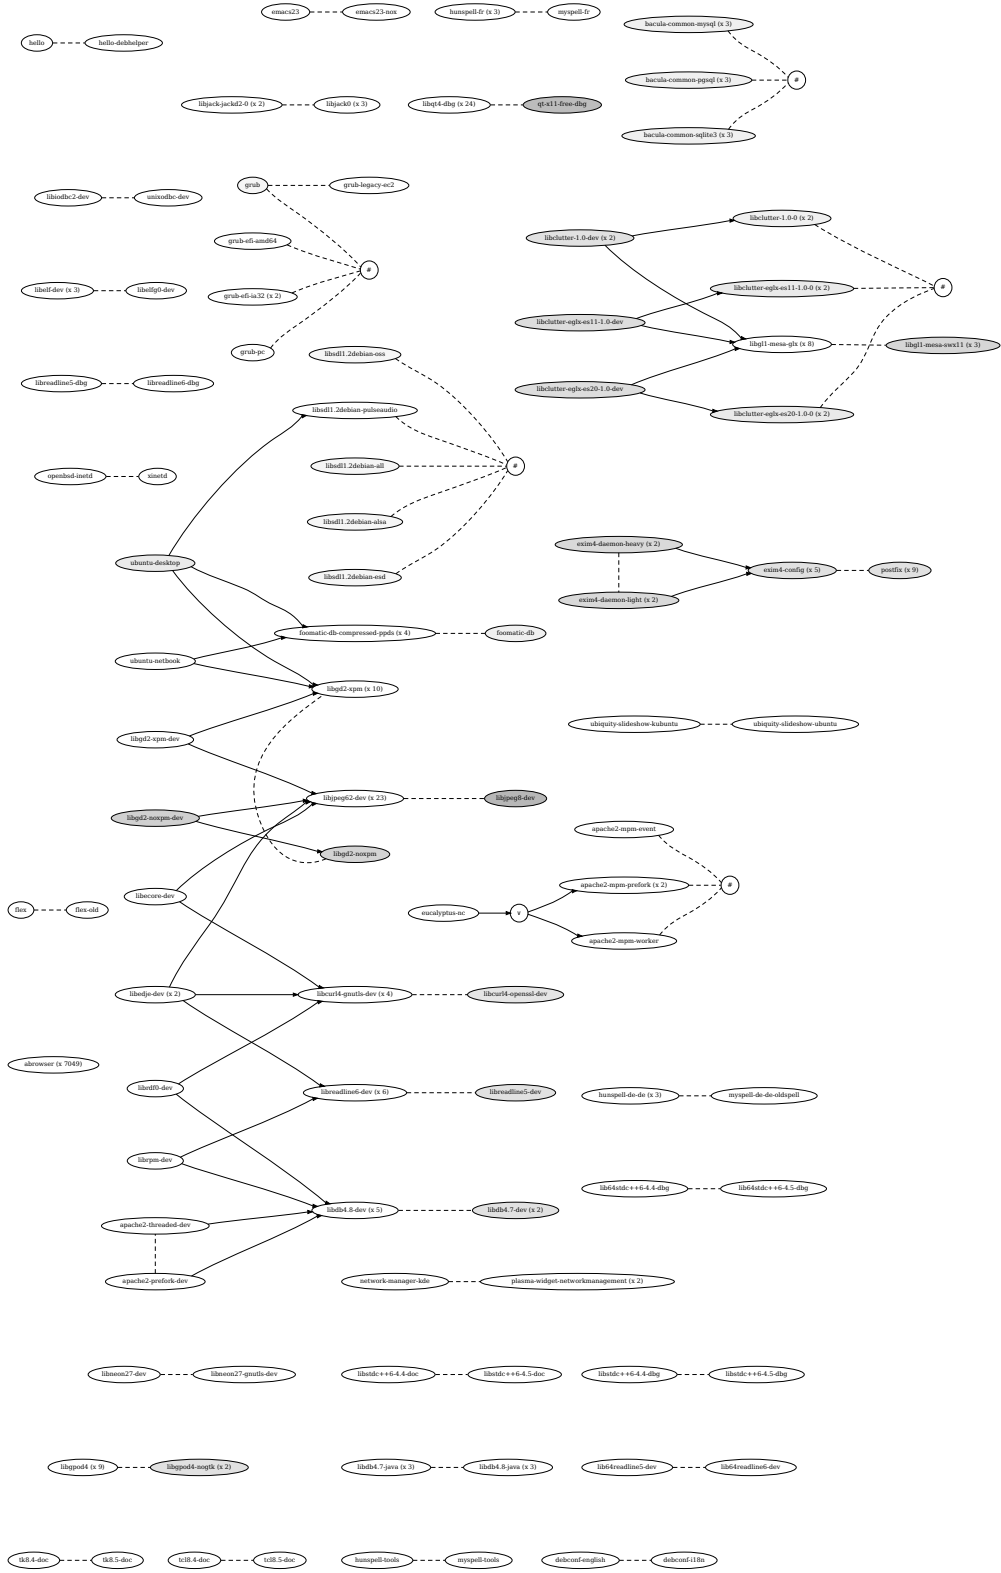 emacs23
emacs23-nox
hunspell-fr (x 3)
myspell-fr
bacula-common-mysql (x 3)
hello
hello-debhelper
bacula-common-pgsql (x 3)
#
libjack-jackd2-0 (x 2)
libjack0 (x 3)
libqt4-dbg (x 24)
qt-x11-free-dbg
bacula-common-sqlite3 (x 3)
libiodbc2-dev
unixodbc-dev
grub
grub-legacy-ec2
grub-efi-amd64
#
libelf-dev (x 3)
libelfg0-dev
grub-efi-ia32 (x 2)
grub-pc
libclutter-1.0-dev (x 2)
libclutter-1.0-0 (x 2)
libclutter-eglx-es11-1.0-0 (x 2)
#
libclutter-eglx-es11-1.0-dev
libgl1-mesa-glx (x 8)
libgl1-mesa-swx11 (x 3)
libclutter-eglx-es20-1.0-dev
libclutter-eglx-es20-1.0-0 (x 2)
libreadline5-dbg
libreadline6-dbg
libsdl1.2debian-oss
libsdl1.2debian-pulseaudio
libsdl1.2debian-all
#
libsdl1.2debian-alsa
libsdl1.2debian-esd
openbsd-inetd
xinetd
ubuntu-desktop
exim4-daemon-heavy (x 2)
exim4-config (x 5)
postfix (x 9)
exim4-daemon-light (x 2)
foomatic-db-compressed-ppds (x 4)
foomatic-db
ubuntu-netbook
libgd2-xpm (x 10)
ubiquity-slideshow-kubuntu
ubiquity-slideshow-ubuntu
libgd2-xpm-dev
libjpeg62-dev (x 23)
libjpeg8-dev
libgd2-noxpm-dev
libgd2-noxpm
apache2-mpm-event
apache2-mpm-prefork (x 2)
#
eucalyptus-nc
v
apache2-mpm-worker
libecore-dev
flex
flex-old
libedje-dev (x 2)
libcurl4-gnutls-dev (x 4)
libcurl4-openssl-dev
abrowser (x 7049)
librdf0-dev
libreadline6-dev (x 6)
libreadline5-dev
hunspell-de-de (x 3)
myspell-de-de-oldspell
librpm-dev
lib64stdc++6-4.4-dbg
lib64stdc++6-4.5-dbg
libdb4.8-dev (x 5)
libdb4.7-dev (x 2)
apache2-threaded-dev
apache2-prefork-dev
network-manager-kde
plasma-widget-networkmanagement (x 2)
libneon27-dev
libneon27-gnutls-dev
libstdc++6-4.4-doc
libstdc++6-4.5-doc
libstdc++6-4.4-dbg
libstdc++6-4.5-dbg
libgpod4 (x 9)
libgpod4-nogtk (x 2)
libdb4.7-java (x 3)
libdb4.8-java (x 3)
lib64readline5-dev
lib64readline6-dev
tk8.4-doc
tk8.5-doc
tcl8.4-doc
tcl8.5-doc
hunspell-tools
myspell-tools
debconf-english
debconf-i18n